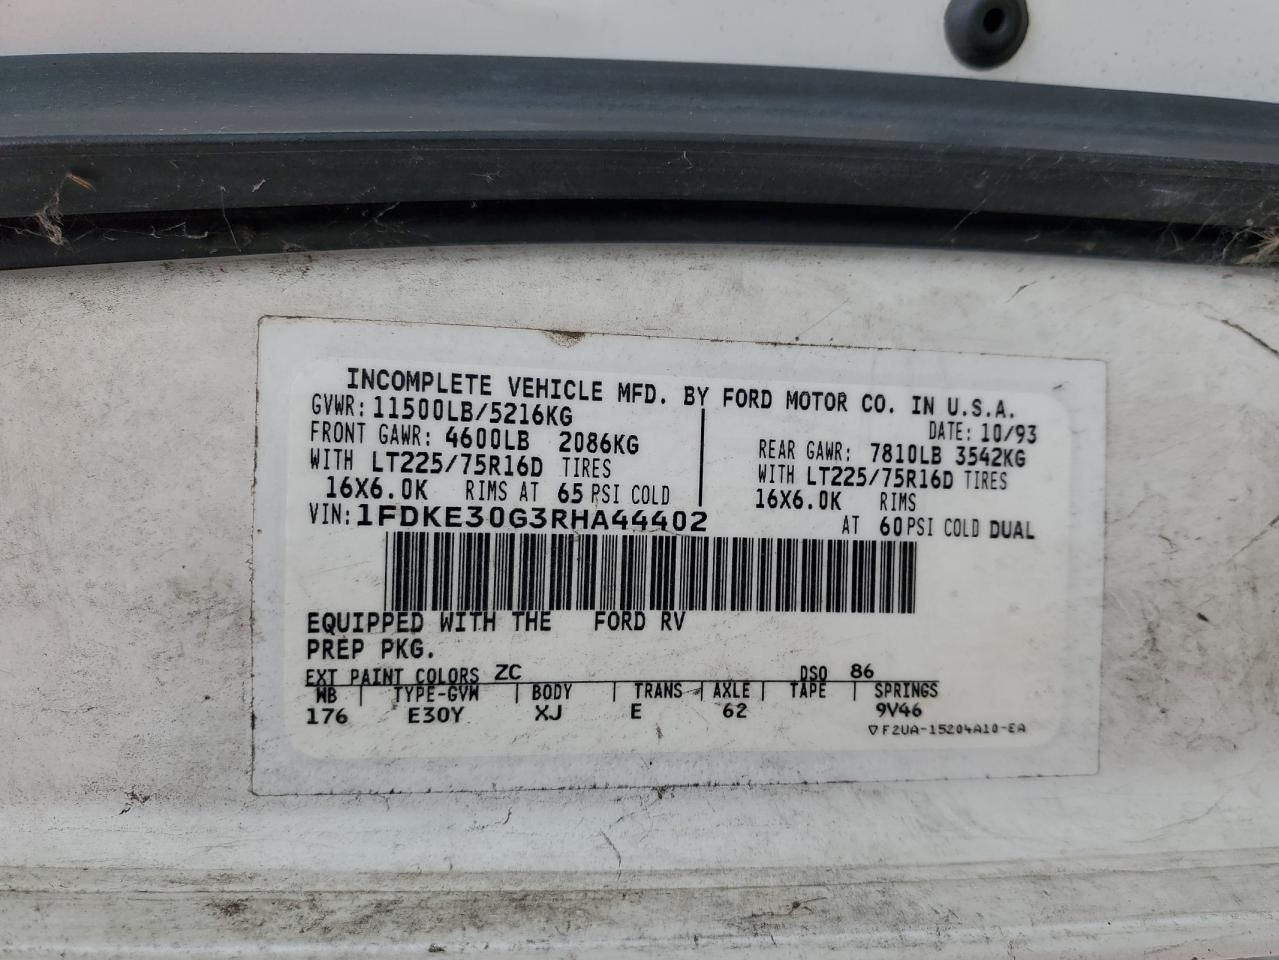 INCOMPLETE VEHICLE MFD. BY FORD MOTOR CO. IN U.S.A.
GVWR: 11500LB/5216KG
DATE: 10/93
FRONT GAWR: 4600LB 2086KG
WITH LT225/75R16D TIRES
16X6.0K RIMS AT 65 PSI COLD
REAR GAWR: 7810LB 3542KG
WITH LT225/75R16D TIRES
16X6.0K RIMS
AT 60 PSI COLD DUAL
VIN: 1FDKE30G3RHA44402
EQUIPPED WITH THE FORD RV
PREP PKG.
EXT PAINT COLORS ZC DSO 86
WB | TYPE-GVW | BODY | TRANS | AXLE | TAPE | SPRINGS
176 E30Y XJ E 62 9V46
▽F2UA-15204A10-EA